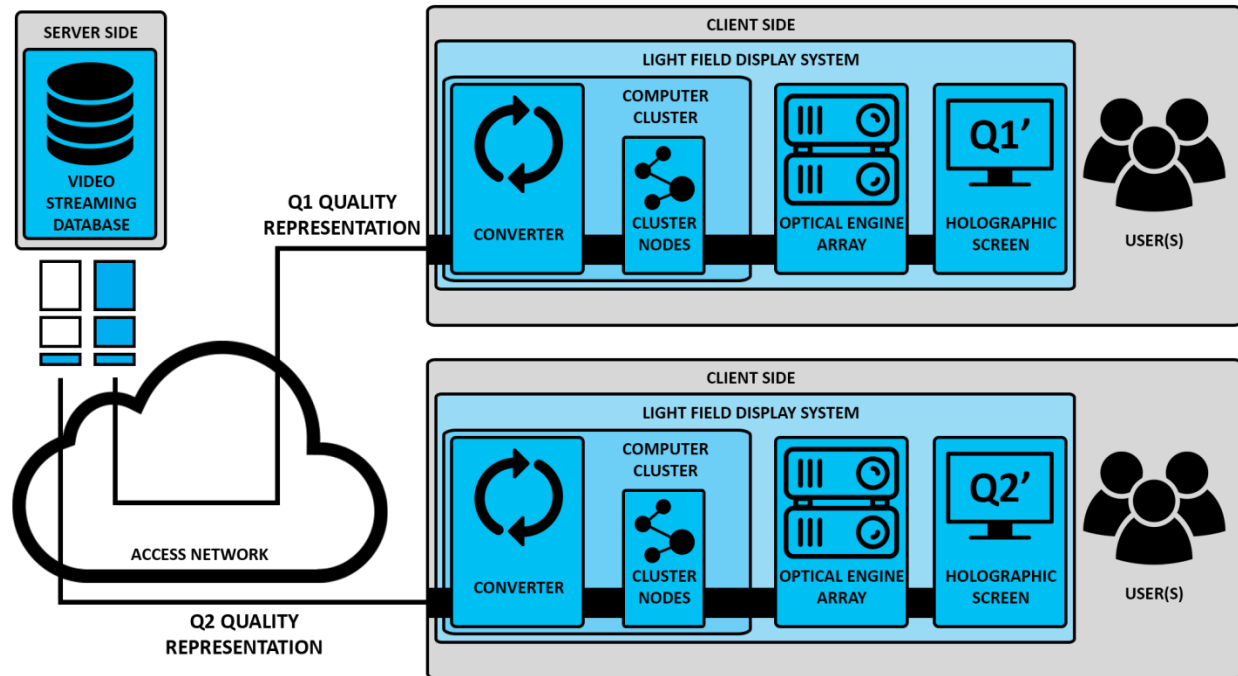 SERVER SIDE
VIDEO
STREAMING
DATABASE
Q1 QUALITY
REPRESENTATION
CLIENT SIDE
LIGHT FIELD DISPLAY SYSTEM
COMPUTER
CLUSTER
CONVERTER
CLUSTER
NODES
OPTICAL ENGINE
ARRAY
Q1’
HOLOGRAPHIC
SCREEN
USER(S)
ACCESS NETWORK
Q2 QUALITY
REPRESENTATION
CLIENT SIDE
LIGHT FIELD DISPLAY SYSTEM
COMPUTER
CLUSTER
CONVERTER
CLUSTER
NODES
OPTICAL ENGINE
ARRAY
Q2’
HOLOGRAPHIC
SCREEN
USER(S)